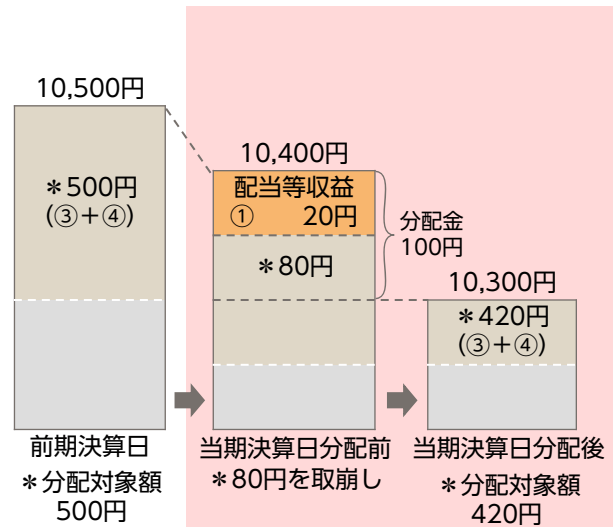 10,500円
＊500円
(③＋④)
前期決算日
＊分配対象額
500円
10,400円
配当等収益
① 20円
＊80円
分配金
100円
当期決算日分配前
＊80円を取崩し
10,300円
＊420円
(③＋④)
当期決算日分配後
＊分配対象額
420円